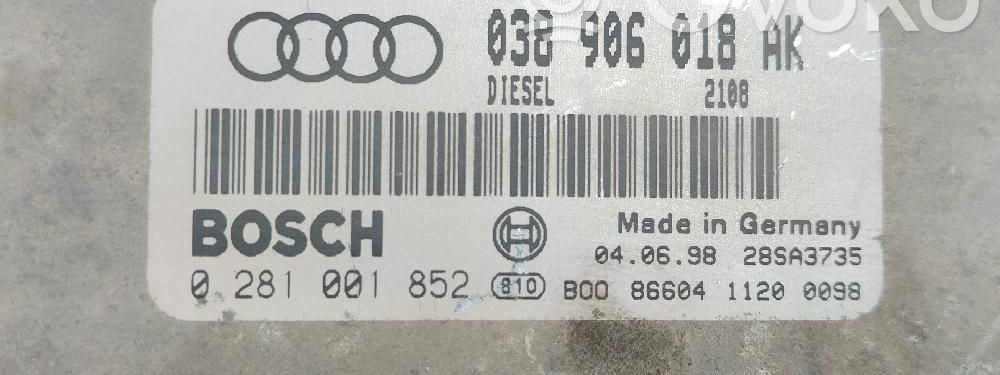 038 906 018 AK
DIESEL 2108
BOSCH
Made in Germany
04.06.98 28SA3735
0 281 001 852 810 B00 86604 1120 0098